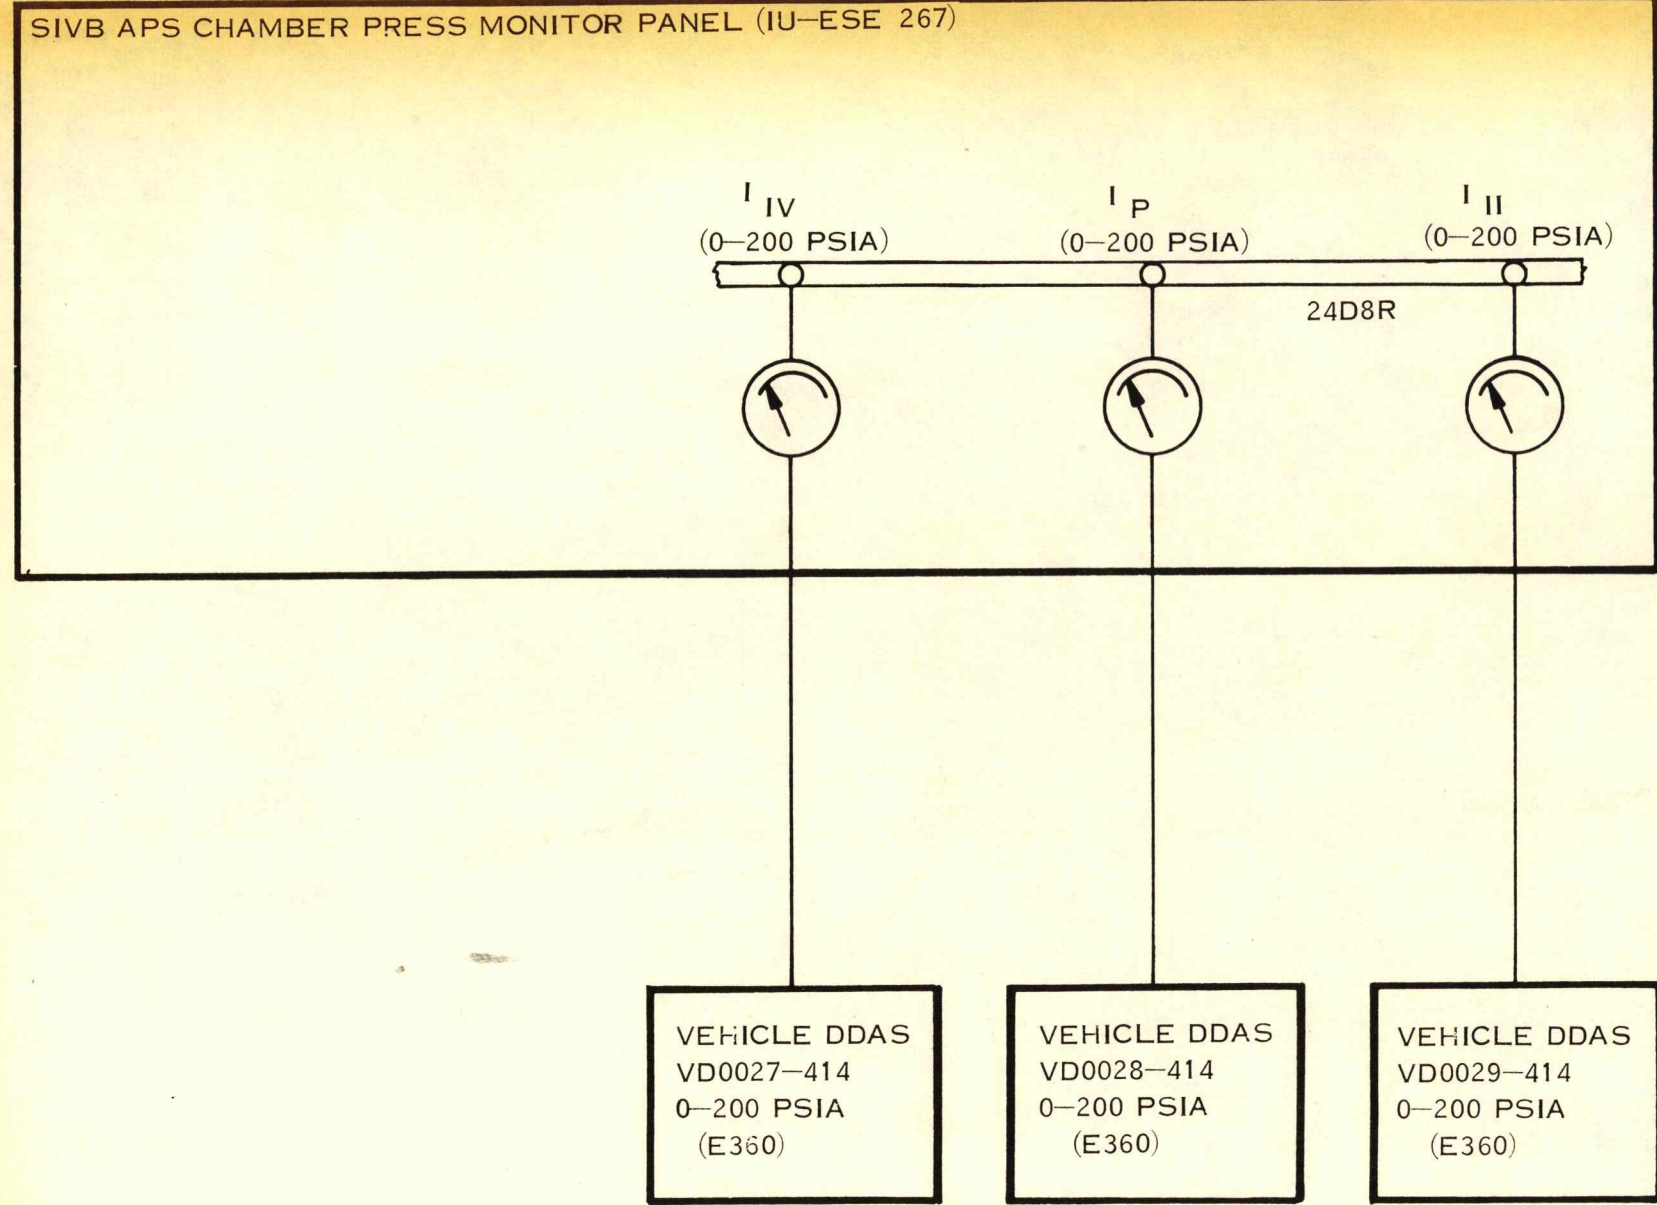 SIVB APS CHAMBER PRESS MONITOR PANEL (IU—ESE 267)
I IV
(0—200 PSIA)
I P
(0—200 PSIA)
I II
(0—200 PSIA)
24D8R
VEHICLE DDAS
VD0027—414
0—200 PSIA
(E360)
VEHICLE DDAS
VD0028—414
0—200 PSIA
(E360)
VEHICLE DDAS
VD0029—414
0—200 PSIA
(E360)